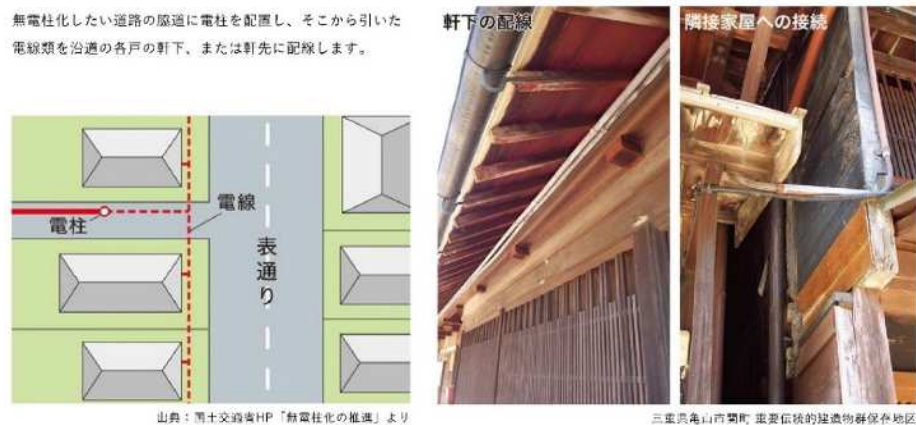 無電柱化したい道路の脇道に電柱を配置し、そこから引いた
電線類を沿道の各戸の軒下、または軒先に配線します。
電線
電柱
表通り
出典：国土交通省HP「無電柱化の推進」より
軒下の配線
隣接家屋への接続
三重県亀山市関町 重要伝統的建造物群保存地区